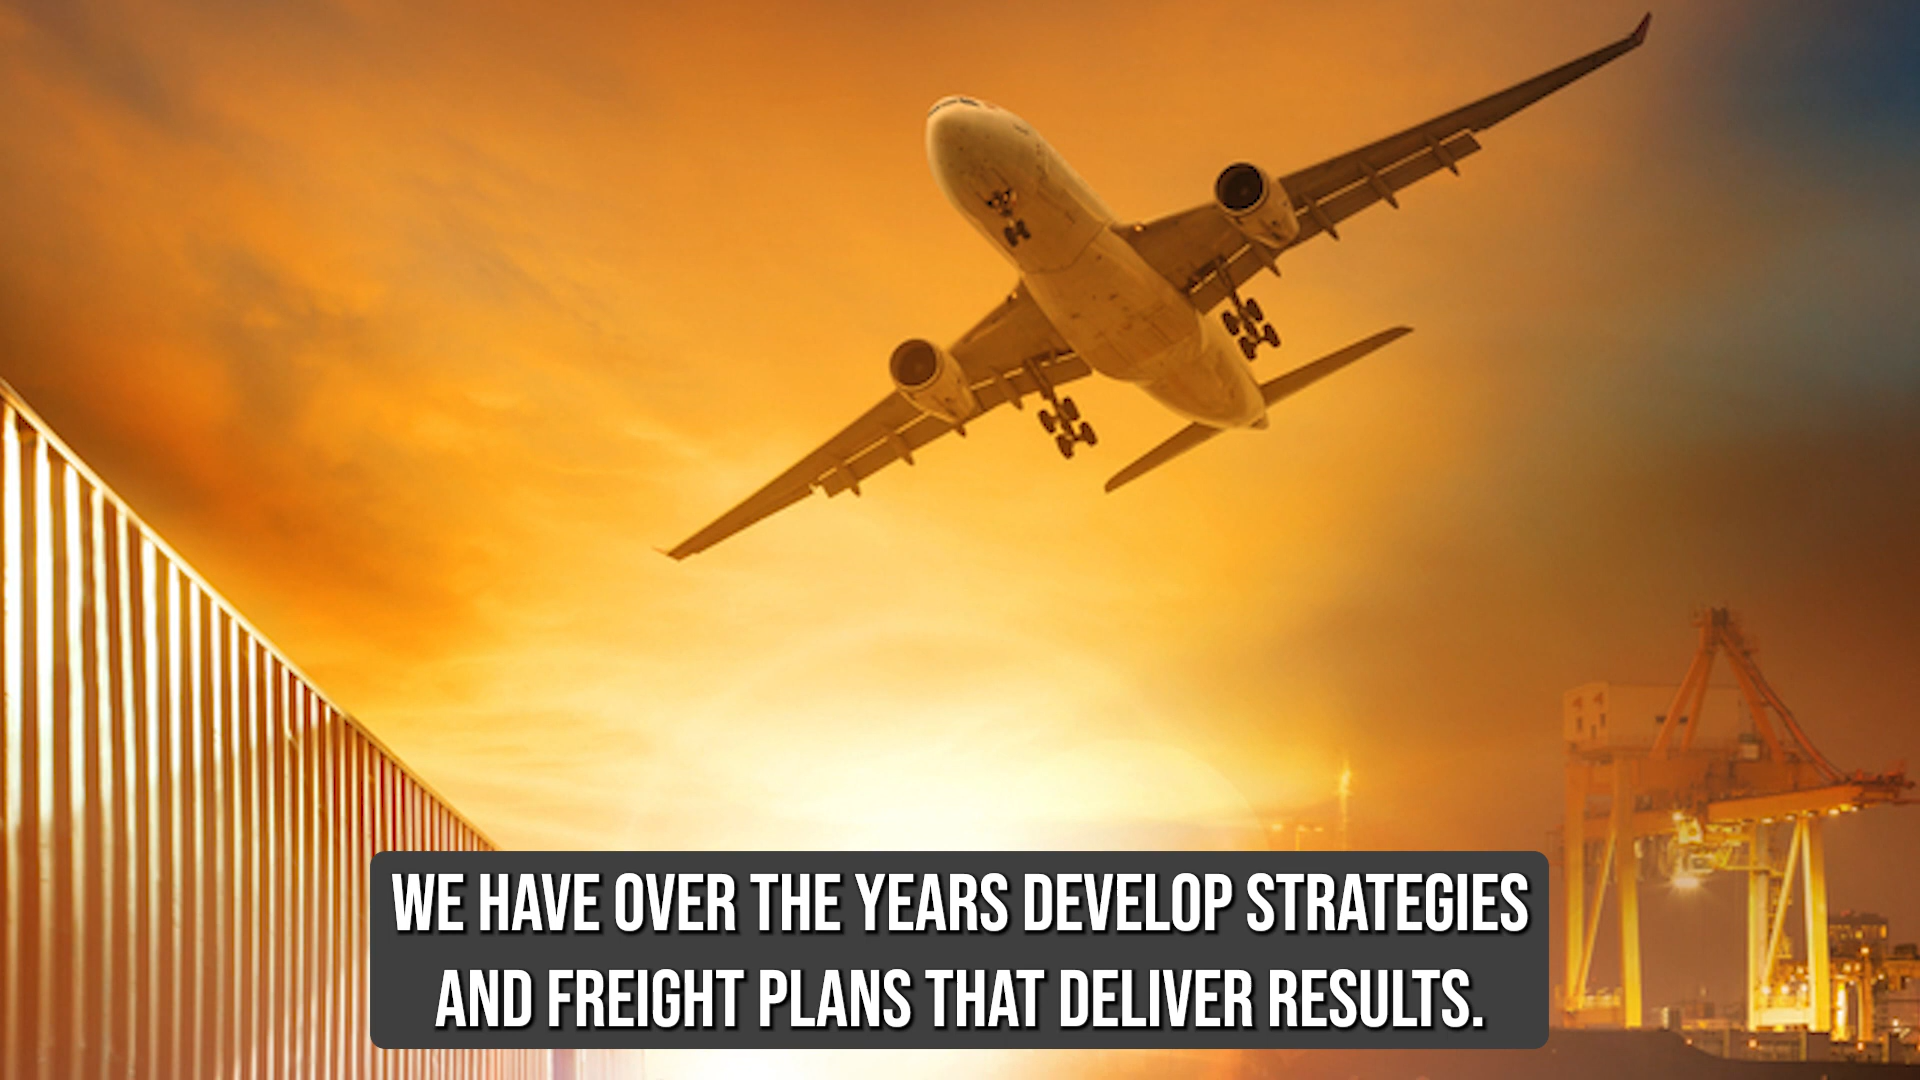 WE HAVE OVER THE YEARS DEVELOP STRATEGIES
AND FREIGHT PLANS THAT DELIVER RESULTS.